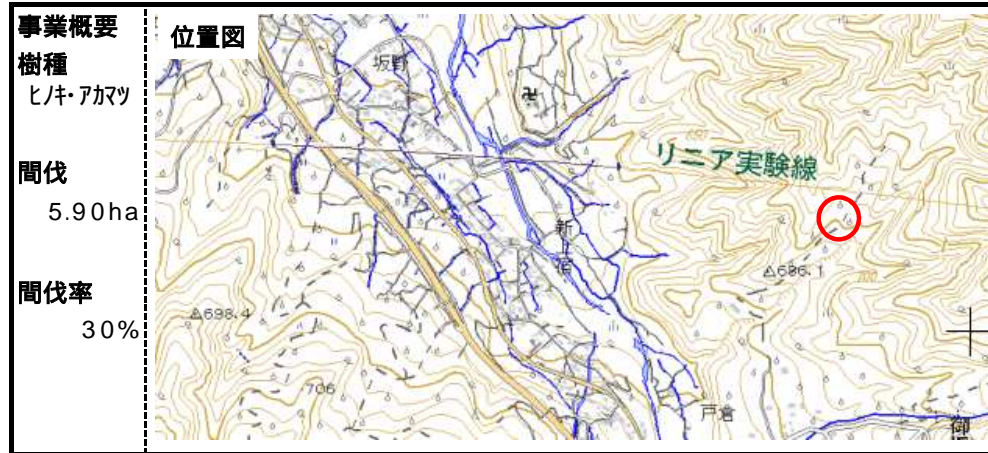 事業概要
樹種
ヒノキ・アカマツ
間伐
5.90ha
間伐率
30%
位置図
坂野
リニア実験線
新宿
△686.1
△698.4
706
700
戸倉